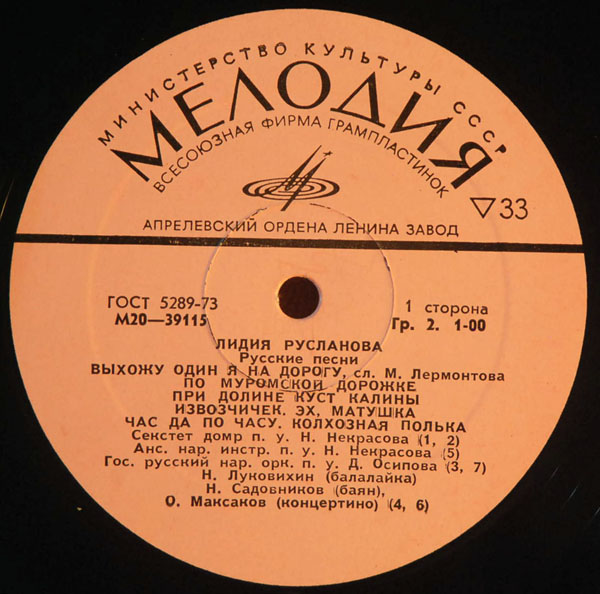 МИНИСТЕРСТВО КУЛЬТУРЫ СССР
МЕЛОДИЯ
ВСЕСОЮЗНАЯ ФИРМА ГРАМПЛАСТИНОК
▽33
АПРЕЛЕВСКИЙ ОРДЕНА ЛЕНИНА ЗАВОД
ГОСТ 5289-73
М20—39115
1 сторона
Гр. 2. 1-00
ЛИДИЯ РУСЛАНОВА
Русские песни
ВЫХОЖУ ОДИН Я НА ДОРОГУ, сл. М. Лермонтова
ПО МУРОМСКОЙ ДОРОЖКЕ
ПРИ ДОЛИНЕ КУСТ КАЛИНЫ
ИЗВОЗЧИЧЕК. ЭХ, МАТУШКА
ЧАС ДА ПО ЧАСУ. КОЛХОЗНАЯ ПОЛЬКА
Секстет домр п. у. Н. Некрасова (1, 2)
Анс. нар. инстр. п. у. Н. Некрасова (5)
Гос. русский нар. орк. п. у. Д. Осипова (3, 7)
Н. Луковихин (балалайка)
Н. Садовников (баян),
О. Максаков (концертино) (4, 6)